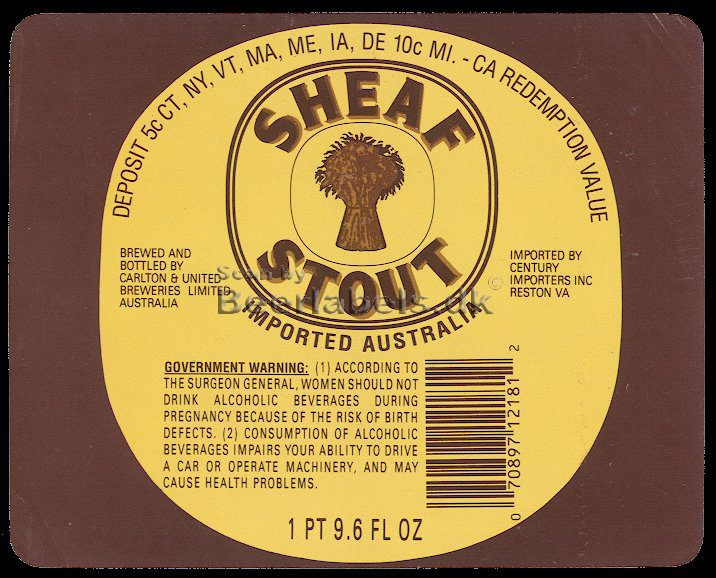 DEPOSIT 5c CT, NY, VT, MA, ME, IA, DE 10c MI. - CA REDEMPTION VALUE
SHEAF
STOUT
IMPORTED AUSTRALIA
BREWED AND
BOTTLED BY
CARLTON & UNITED
BREWERIES LIMITED
AUSTRALIA
IMPORTED BY
CENTURY
IMPORTERS INC
RESTON VA
Scan by
Beerlabels.dk
©
GOVERNMENT WARNING: (1) ACCORDING TO
THE SURGEON GENERAL, WOMEN SHOULD NOT
DRINK ALCOHOLIC BEVERAGES DURING
PREGNANCY BECAUSE OF THE RISK OF BIRTH
DEFECTS. (2) CONSUMPTION OF ALCOHOLIC
BEVERAGES IMPAIRS YOUR ABILITY TO DRIVE
A CAR OR OPERATE MACHINERY, AND MAY
CAUSE HEALTH PROBLEMS.
0 70897 12181 2
1 PT 9.6 FL OZ